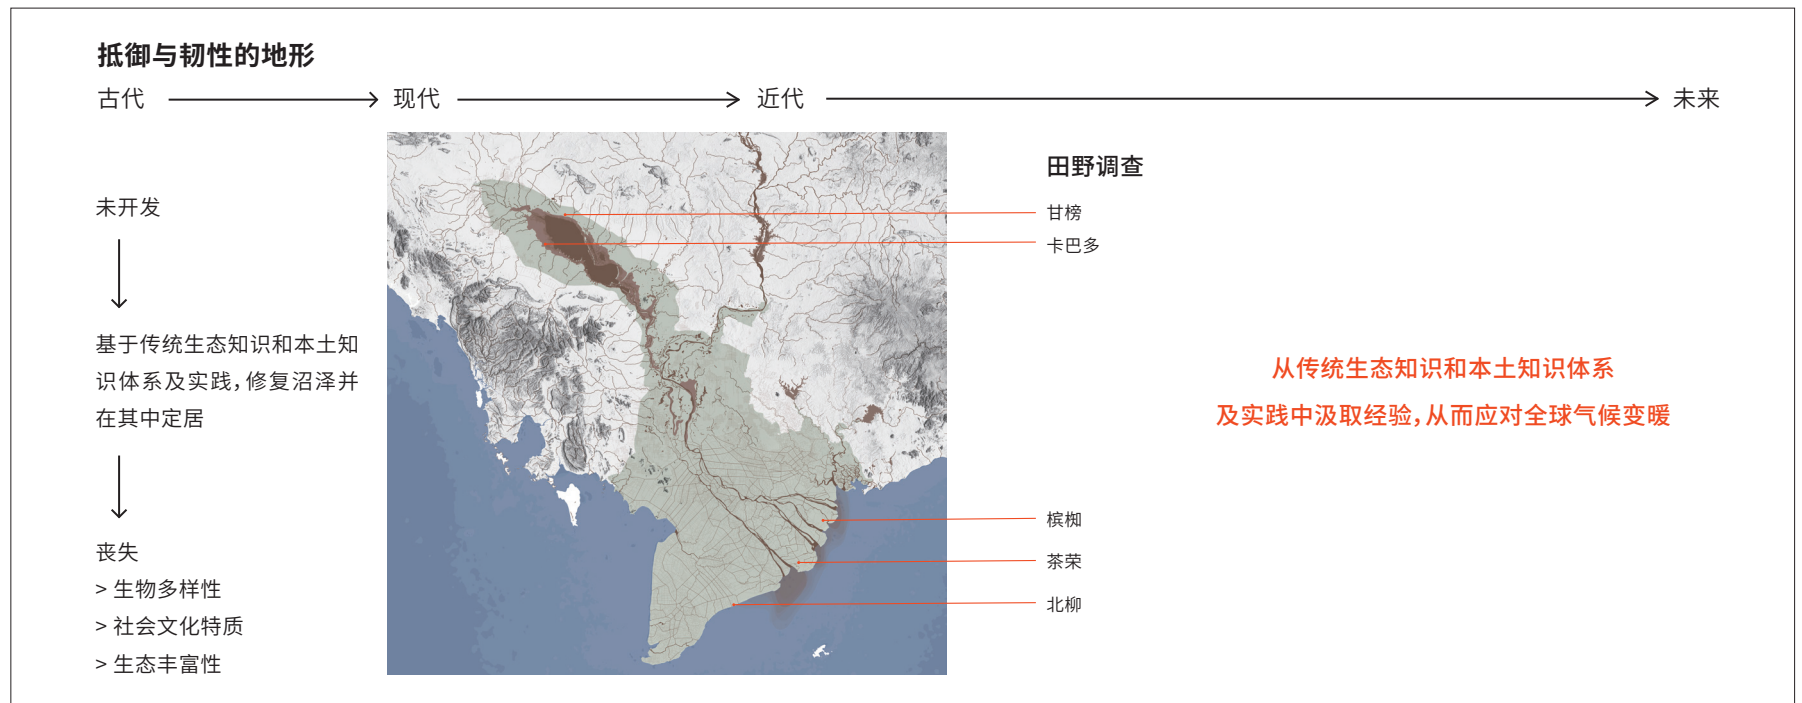 抵御与韧性的地形
古代 现代 近代 未来
未开发
基于传统生态知识和本土知
识体系及实践，修复沼泽并
在其中定居
丧失
> 生物多样性
> 社会文化特质
> 生态丰富性
田野调查
甘榜
卡巴多
槟椥
茶荣
北柳
从传统生态知识和本土知识体系
及实践中汲取经验，从而应对全球气候变暖